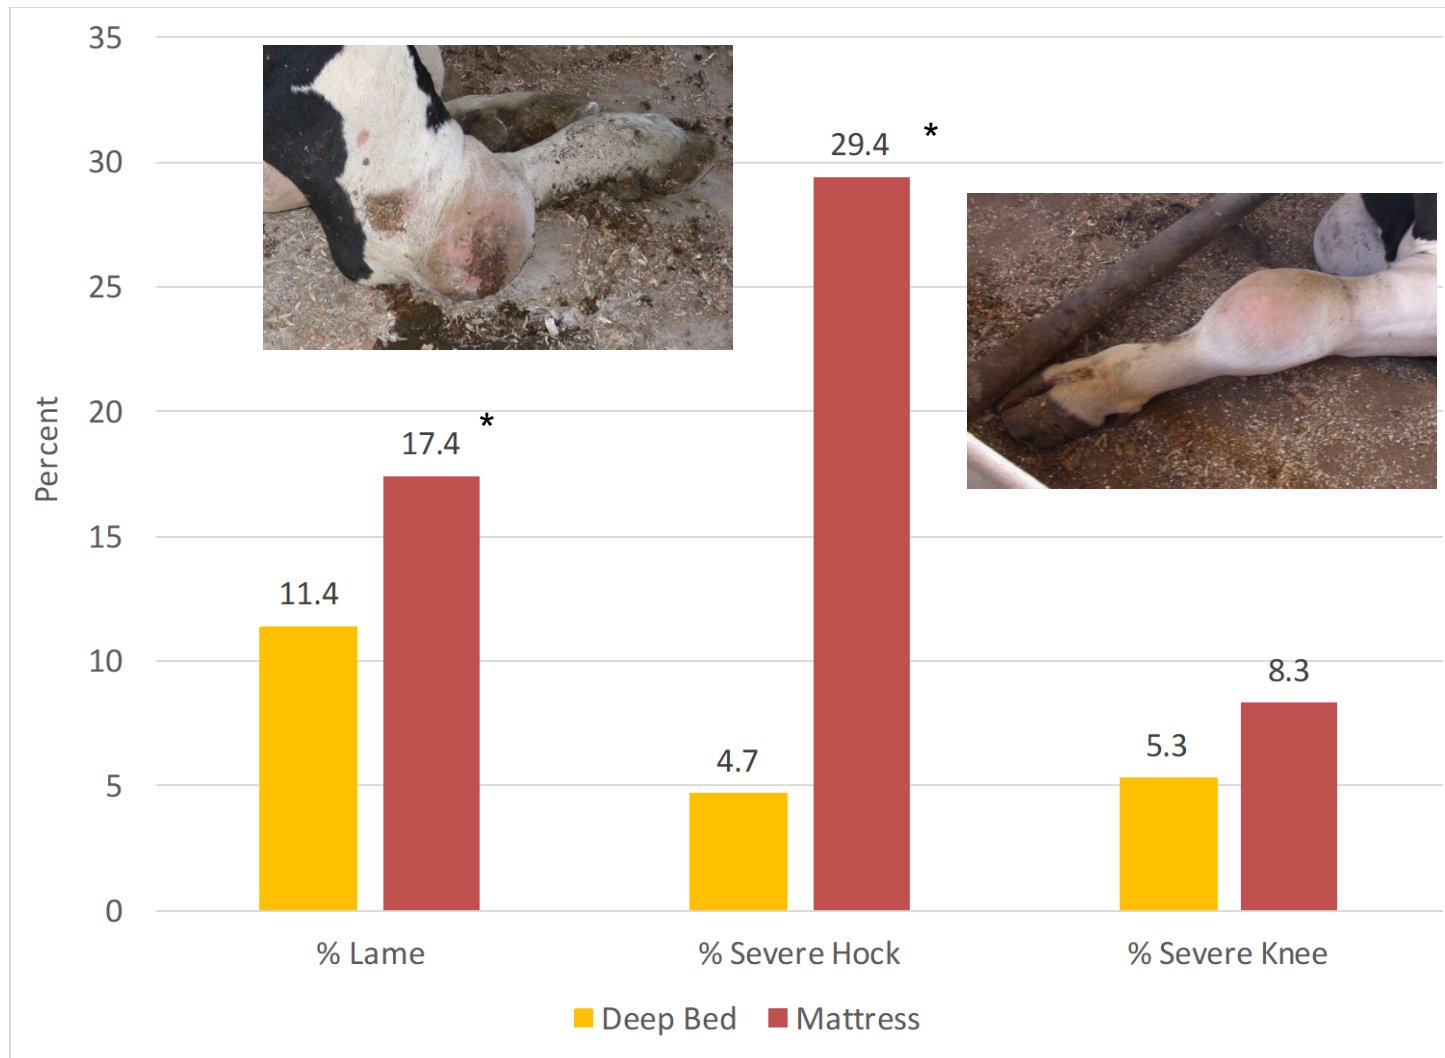 35
30
25
20
15
10
5
0
Percent
11.4
17.4 *
4.7
29.4 *
5.3
8.3
% Lame
% Severe Hock
% Severe Knee
Deep Bed
Mattress